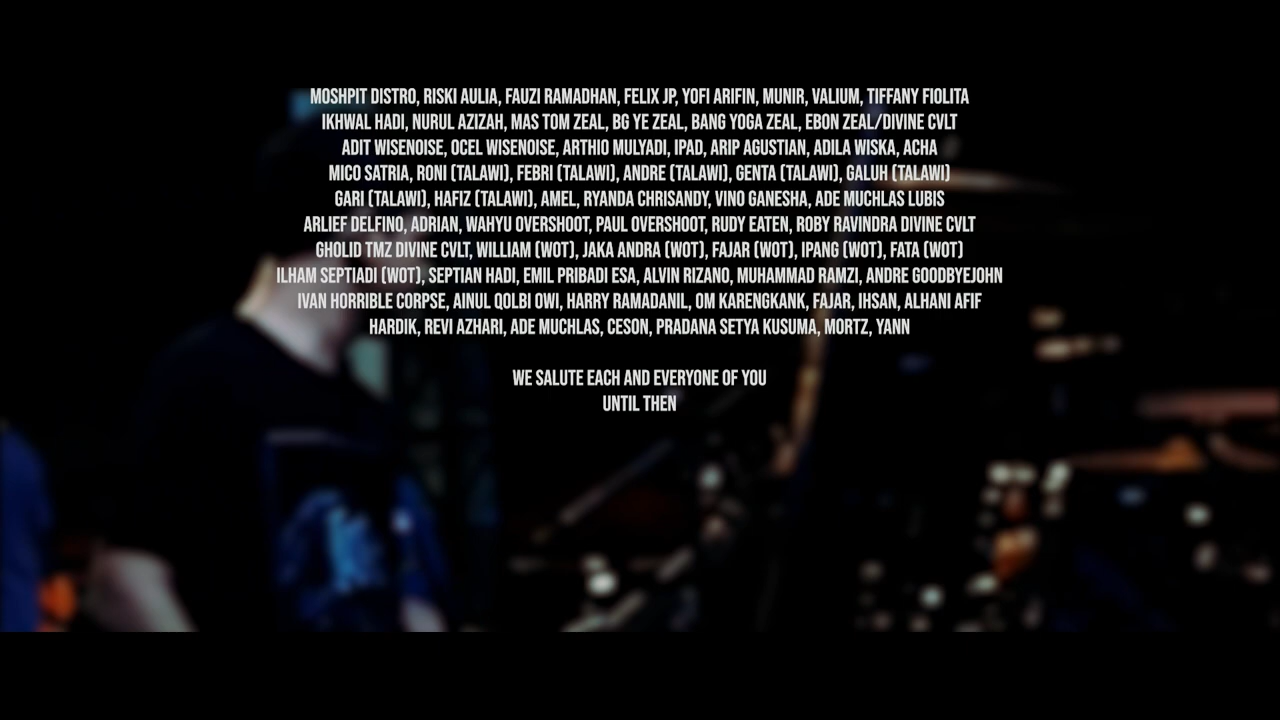 MOSHPIT DISTRO, RISKI AULIA, FAUZI RAMADHAN, FELIX JP, YOFI ARIFIN, MUNIR, VALIUM, TIFFANY FIOLITA
IKHWAL HADI, NURUL AZIZAH, MAS TOM ZEAL, BG YE ZEAL, BANG YOGA ZEAL, EBON ZEAL/DIVINE CVLT
ADIT WISENOISE, OCEL WISENOISE, ARTHIO MULYADI, IPAD, ARIP AGUSTIAN, ADILA WISKA, ACHA
MICO SATRIA, RONI (TALAWI), FEBRI (TALAWI), ANDRE (TALAWI), GENTA (TALAWI), GALUH (TALAWI)
GARI (TALAWI), HAFIZ (TALAWI), AMEL, RYANDA CHRISANDY, VINO GANESHA, ADE MUCHLAS LUBIS
ARLIEF DELFINO, ADRIAN, WAHYU OVERSHOOT, PAUL OVERSHOOT, RUDY EATEN, ROBY RAVINDRA DIVINE CVLT
GHOLID TMZ DIVINE CVLT, WILLIAM (WOT), JAKA ANDRA (WOT), FAJAR (WOT), IPANG (WOT), FATA (WOT)
ILHAM SEPTIADI (WOT), SEPTIAN HADI, EMIL PRIBADI ESA, ALVIN RIZANO, MUHAMMAD RAMZI, ANDRE GOODBYEJOHN
IVAN HORRIBLE CORPSE, AINUL QOLBI OWI, HARRY RAMADANIL, OM KARENGKANK, FAJAR, IHSAN, ALHANI AFIF
HARDIK, REVI AZHARI, ADE MUCHLAS, CESON, PRADANA SETYA KUSUMA, MORTZ, YANN
WE SALUTE EACH AND EVERYONE OF YOU
UNTIL THEN